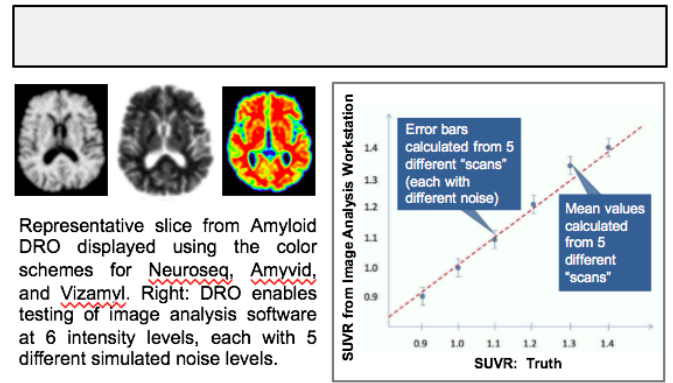 Representative slice from Amyloid
DRO displayed using the color
schemes for Neuroseq, Amyvid,
and Vizamyl. Right: DRO enables
testing of image analysis software
at 6 intensity levels, each with 5
different simulated noise levels.
SUVR from Image Analysis Workstation
1.4
1.3
1.2
1.1
1.0
0.9
Error bars
calculated from 5
different “scans”
(each with
different noise)
Mean values
calculated
from 5
different
“scans”
0.9 1.0 1.1 1.2 1.3 1.4
SUVR: Truth